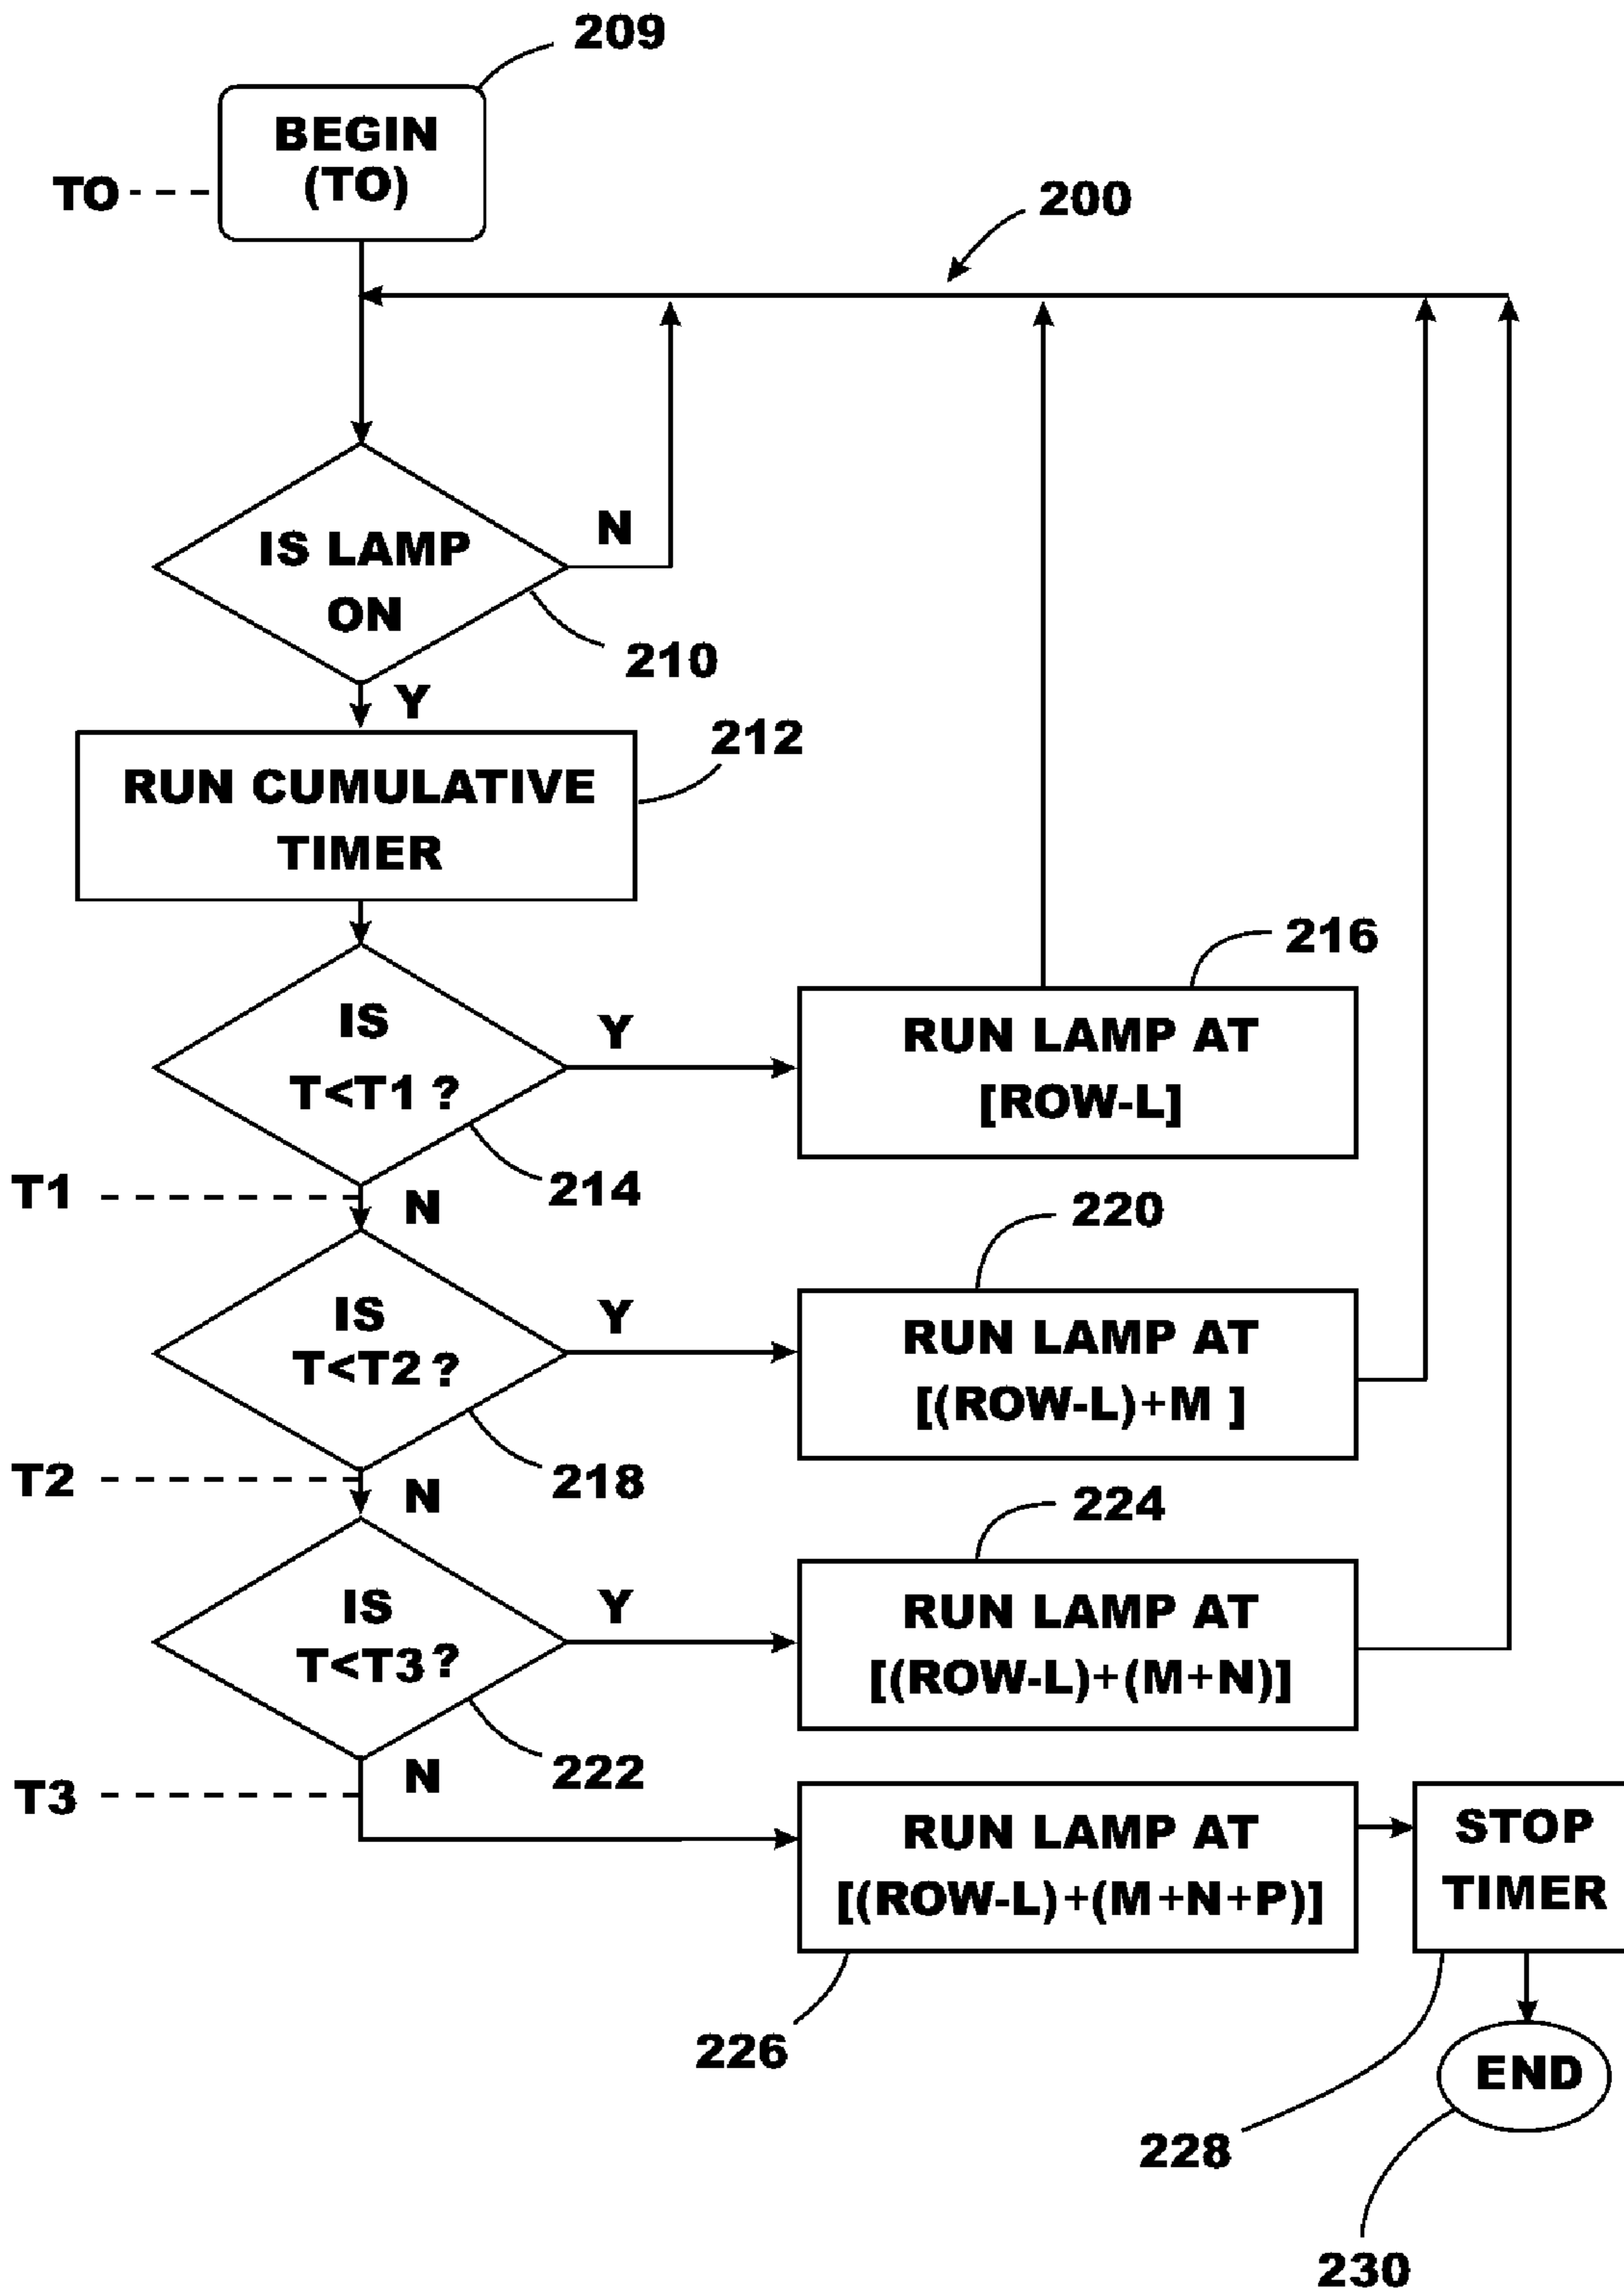 209
BEGIN
(TO)
TO
200
IS LAMP
ON
N
210
Y
212
RUN CUMULATIVE
TIMER
216
IS
T<T1 ?
Y
RUN LAMP AT
[ROW-L]
214
T1
N
220
IS
T<T2 ?
Y
RUN LAMP AT
[(ROW-L)+M ]
218
T2
N
224
IS
T<T3 ?
Y
RUN LAMP AT
[(ROW-L)+(M+N)]
222
T3
N
RUN LAMP AT
[(ROW-L)+(M+N+P)]
STOP
TIMER
226
END
228
230